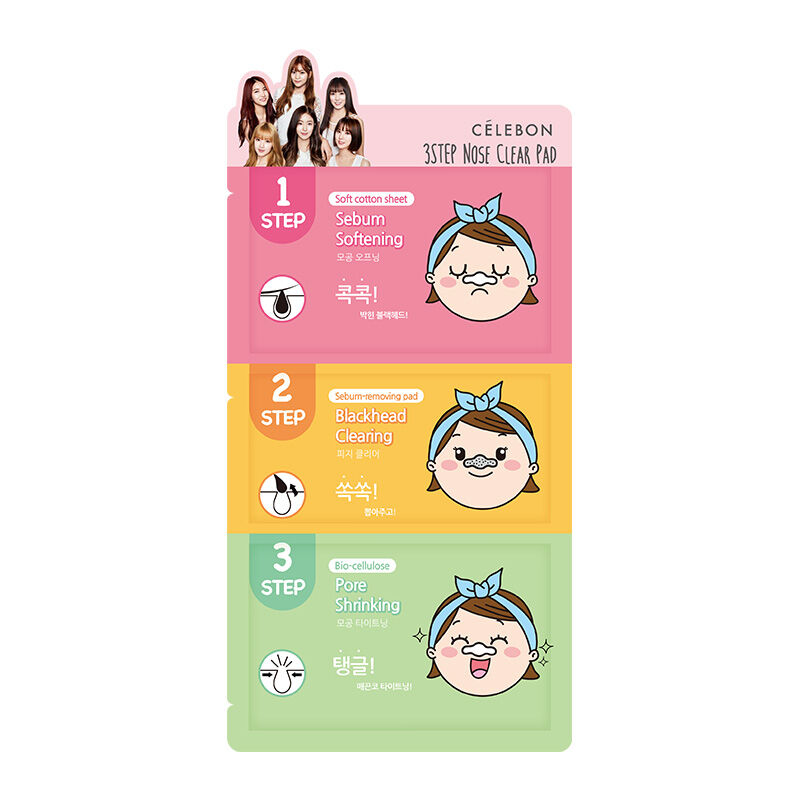 CÉLEBON
3STEP NOSE CLEAR PAD
1
STEP
Soft cotton sheet
Sebum
Softening
모공 오프닝
콕콕!
박힌 블랙헤드!
2
STEP
Sebum-removing pad
Blackhead
Clearing
피지 클리어
쏙쏙!
뽑아주고!
3
STEP
Bio-cellulose
Pore
Shrinking
모공 타이트닝
탱글!
매끈코 타이트닝!